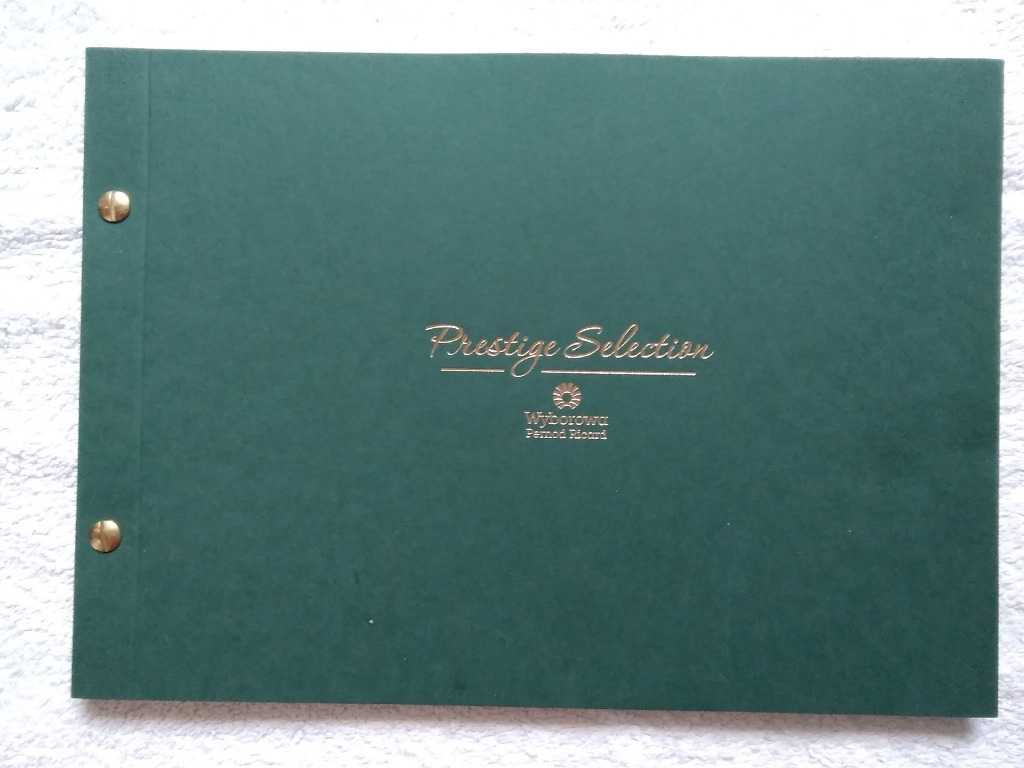 Prestige Selection
Wyborowa
Pernod Ricard